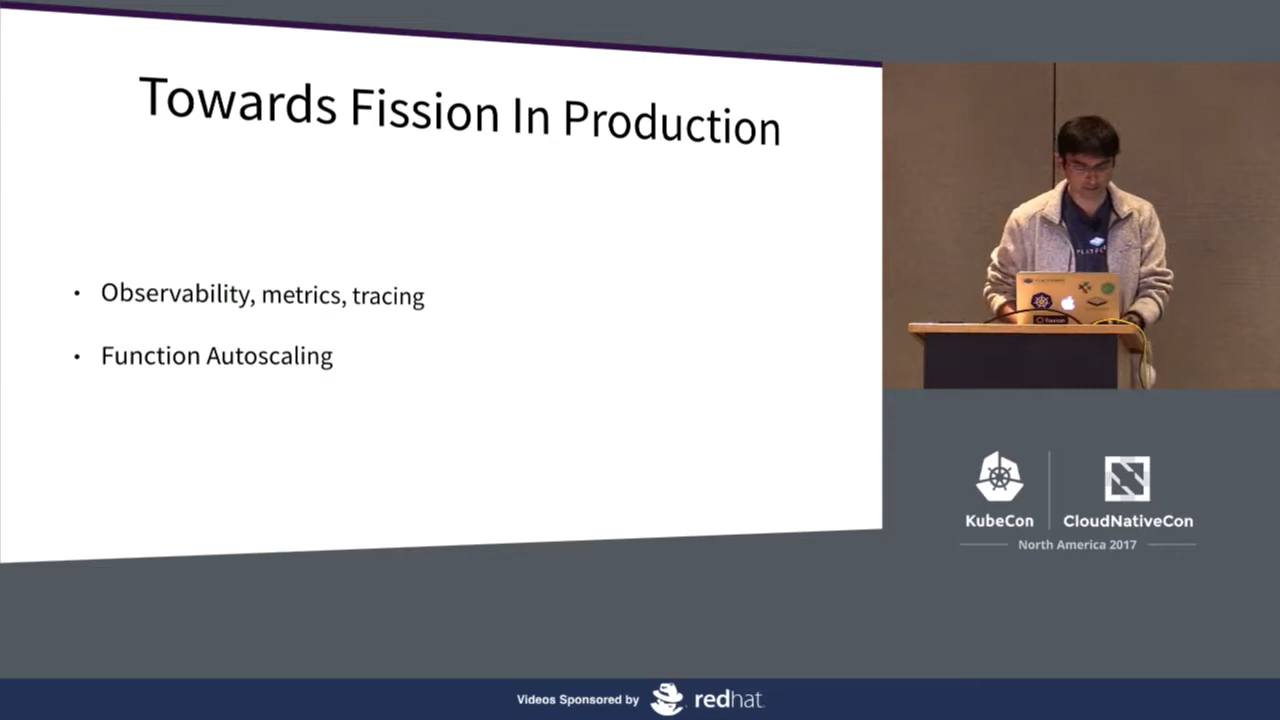 Towards Fission In Production
• Observability, metrics, tracing
• Function Autoscaling
KubeCon
CloudNativeCon
North America 2017
Videos Sponsored by
redhat